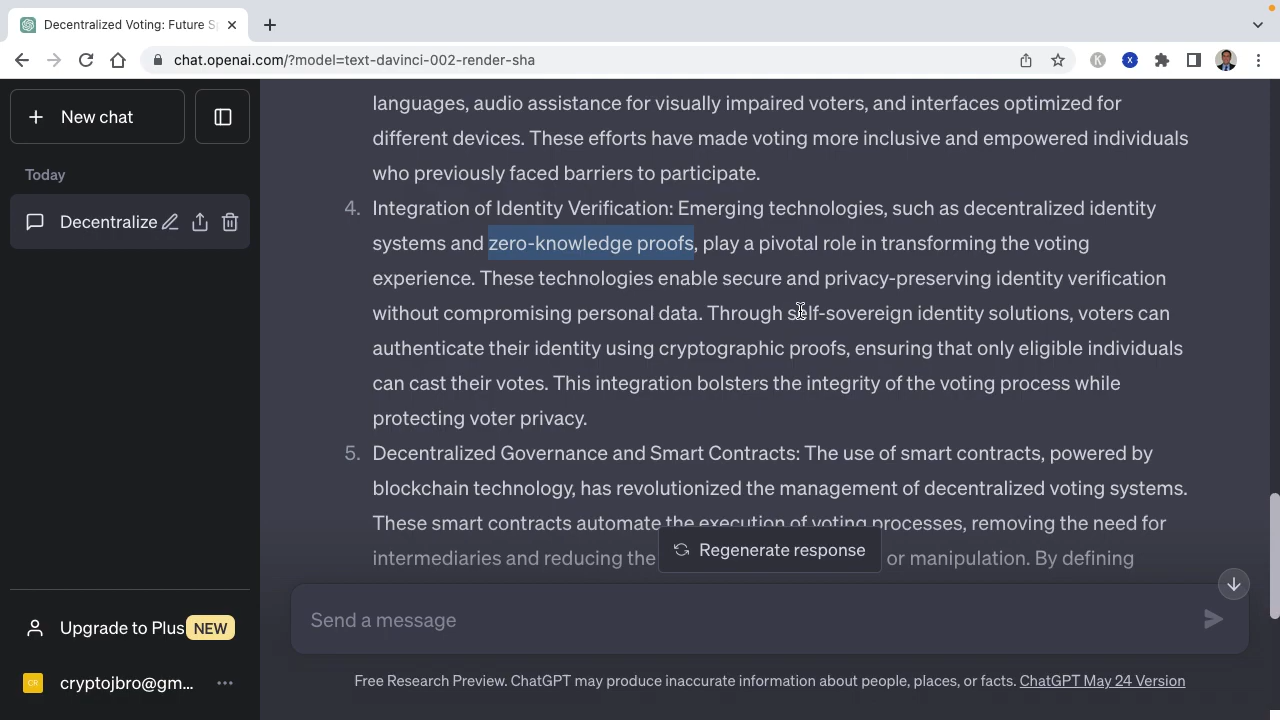 Decentralized Voting: Future S
chat.openai.com/?model=text-davinci-002-render-sha
New chat
Today
Decentralize
Upgrade to Plus NEW
CR cryptojbro@gm...
languages, audio assistance for visually impaired voters, and interfaces optimized for
different devices. These efforts have made voting more inclusive and empowered individuals
who previously faced barriers to participate.
4. Integration of Identity Verification: Emerging technologies, such as decentralized identity
systems and zero-knowledge proofs, play a pivotal role in transforming the voting
experience. These technologies enable secure and privacy-preserving identity verification
without compromising personal data. Through self-sovereign identity solutions, voters can
authenticate their identity using cryptographic proofs, ensuring that only eligible individuals
can cast their votes. This integration bolsters the integrity of the voting process while
protecting voter privacy.
5. Decentralized Governance and Smart Contracts: The use of smart contracts, powered by
blockchain technology, has revolutionized the management of decentralized voting systems.
These smart contracts automate the execution of voting processes, removing the need for
intermediaries and reducing the or manipulation. By defining
Regenerate response
Send a message
Free Research Preview. ChatGPT may produce inaccurate information about people, places, or facts. ChatGPT May 24 Version